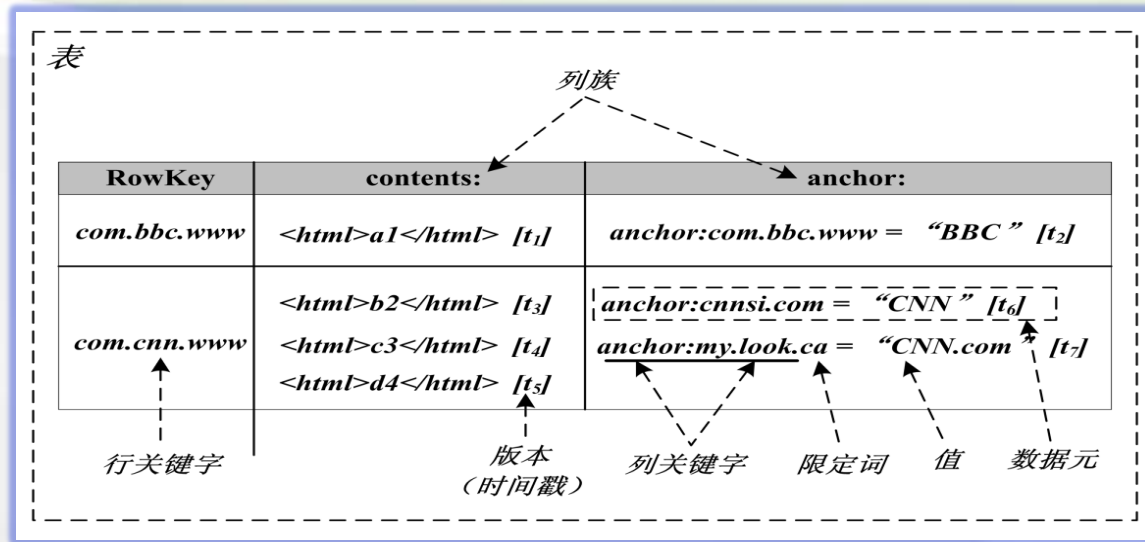 表
列族
RowKey contents: anchor:
com.bbc.www <html>a1</html> [t₁] anchor:com.bbc.www = “BBC” [t₂]
<html>b2</html> [t₃] anchor:cnnsi.com = “CNN” [t₆]
com.cnn.www <html>c3</html> [t₄] anchor:my.look.ca = “CNN.com” [t₇]
<html>d4</html> [t₅]
行关键字 版本 列关键字 限定词 值 数据元
（时间戳）